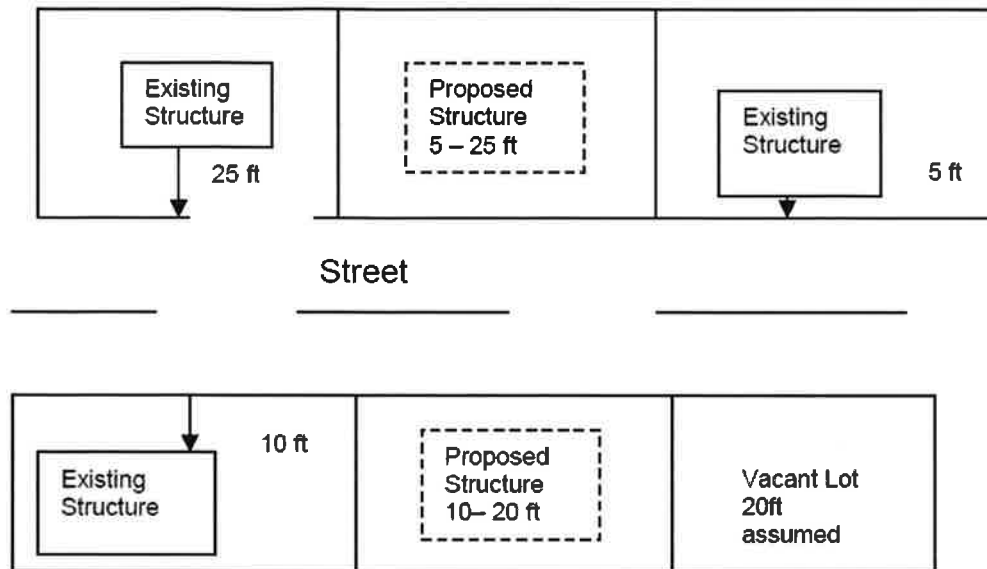 Existing
Structure
25 ft
Proposed
Structure
5 – 25 ft
Existing
Structure
5 ft
Street
Existing
Structure
10 ft
Proposed
Structure
10– 20 ft
Vacant Lot
20ft
assumed